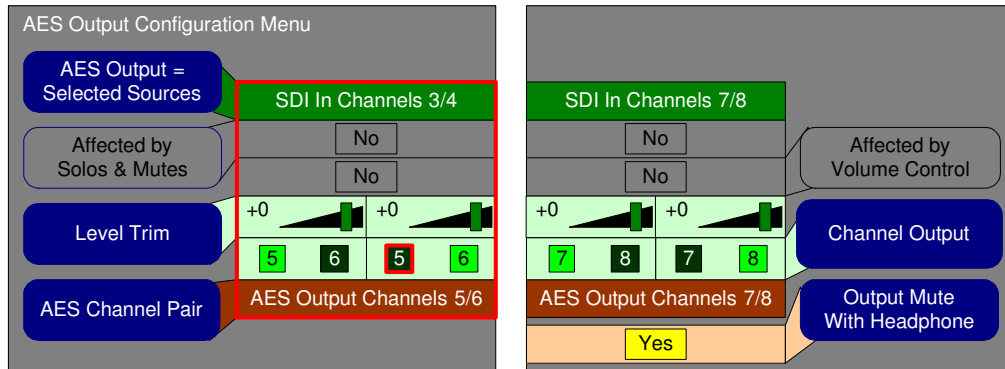 AES Output Configuration Menu
AES Output =
Selected Sources
SDI In Channels 3/4
SDI In Channels 7/8
Affected by
Solos & Mutes
No
No
No
No
Affected by
Volume Control
Level Trim
+0 +0
+0 +0
Channel Output
5 6 5 6
7 8 7 8
AES Channel Pair
AES Output Channels 5/6
AES Output Channels 7/8
Output Mute
With Headphone
Yes